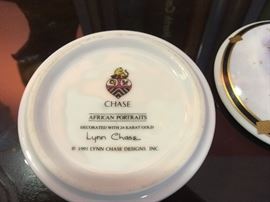 CHASE
AFRICAN PORTRAITS
DECORATED WITH 24 KARAT GOLD
Lynn Chase
© 1991 LYNN CHASE DESIGNS, INC